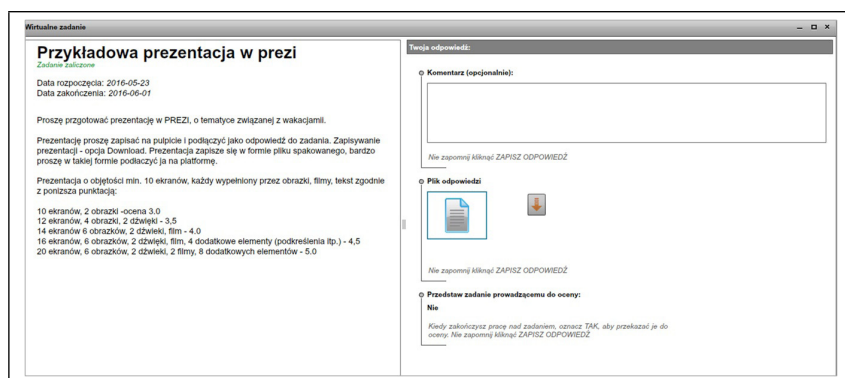 Wirtualne zadanie
Przykładowa prezentacja w prezi
Zadanie zaliczone
Data rozpoczęcia: 2016-05-23
Data zakończenia: 2016-06-01
Proszę przgotować prezentację w PREZI, o tematyce związanej z wakacjami.
Prezentację proszę zapisać na pulpicie i podłączyć jako odpowiedź do zadania. Zapisywanie
prezentacji - opcja Download. Prezentacja zapisze się w formie pliku spakowanego, bardzo
proszę w takiej formie podłaczyć ja na platformę.
Prezentacja o objętości min. 10 ekranów, każdy wypełniony przez obrazki, filmy, tekst zgodnie
z ponizsza punktacją:
10 ekranów, 2 obrazki -ocena 3.0
12 ekranów, 4 obrazki, 2 dźwięki - 3,5
14 ekranów 6 obrazków, 2 dźwieki, film - 4.0
16 ekranów, 6 obrazków, 2 dźwięki, film, 4 dodatkowe elementy (podkreślenia itp.) - 4,5
20 ekranów, 6 obrazków, 2 dźwieki, 2 filmy, 8 dodatkowych elementów - 5.0
Twoja odpowiedź:
Komentarz (opcjonalnie):
Nie zapomnij kliknąć ZAPISZ ODPOWIEDŹ
Plik odpowiedzi
Nie zapomnij kliknąć ZAPISZ ODPOWIEDŹ
Przedstaw zadanie prowadzącemu do oceny:
Nie
Kiedy zakończysz pracę nad zadaniem, oznacz TAK, aby przekazać je do
oceny. Nie zapomnij kliknąć ZAPISZ ODPOWIEDŹ